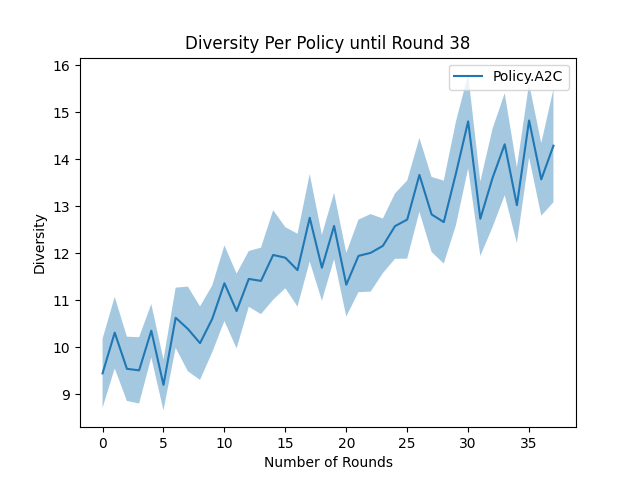 Diversity Per Policy until Round 38
Policy.A2C
16
15
14
13
12
11
10
9
Diversity
0 5 10 15 20 25 30 35
Number of Rounds